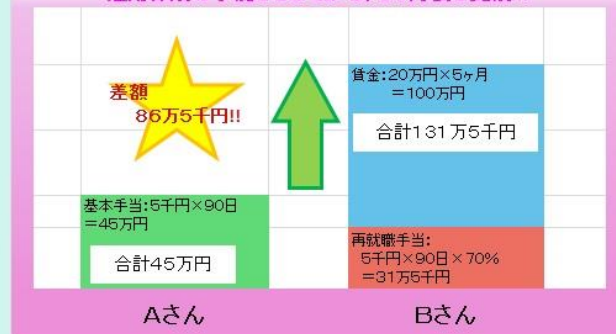 差額
86万5千円!!
賃金:20万円×5ヶ月
=100万円
合計131万5千円
基本手当:5千円×90日
=45万円
合計45万円
再就職手当:
5千円×90日×70%
=31万5千円
Aさん
Bさん